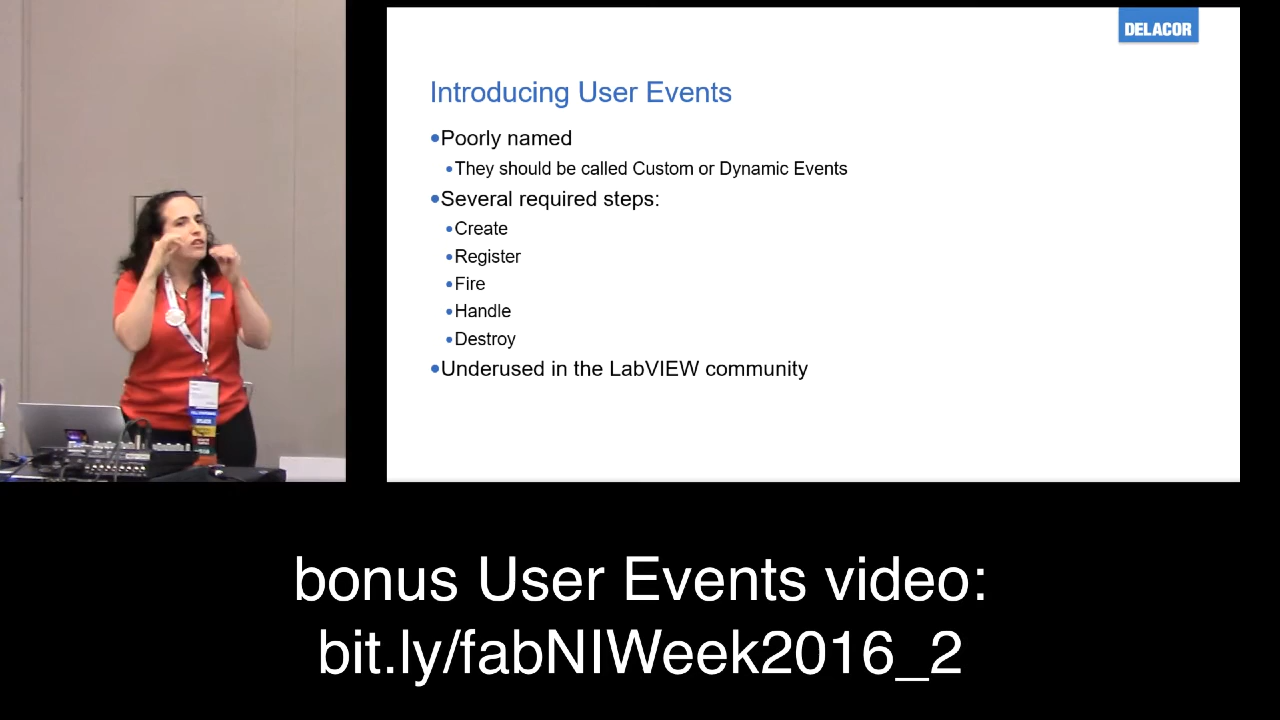 DELACOR
Introducing User Events
•Poorly named
•They should be called Custom or Dynamic Events
•Several required steps:
•Create
•Register
•Fire
•Handle
•Destroy
•Underused in the LabVIEW community
bonus User Events video:
bit.ly/fabNIWeek2016_2